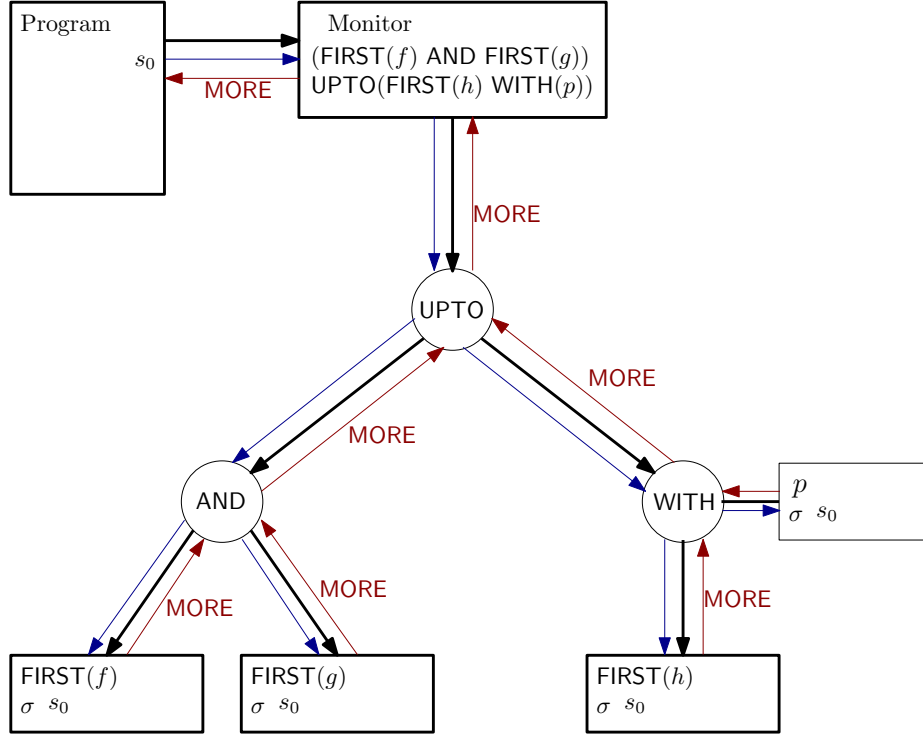 Program
Monitor
s₀
(FIRST(f) AND FIRST(g))
UPTO(FIRST(h) WITH(p))
MORE
MORE
UPTO
MORE
MORE
AND
WITH
p
σ s₀
MORE
MORE
MORE
FIRST(f)
σ s₀
FIRST(g)
σ s₀
FIRST(h)
σ s₀